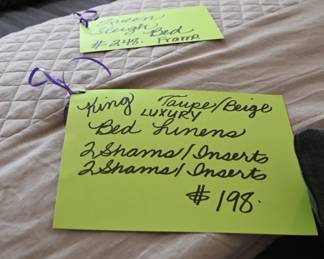 Queen
Sleigh Bed
$248. Frame
King Taupe/Beige
LUXURY
Bed Linens
2 Shams/Inserts
2 Shams/Inserts
$198.